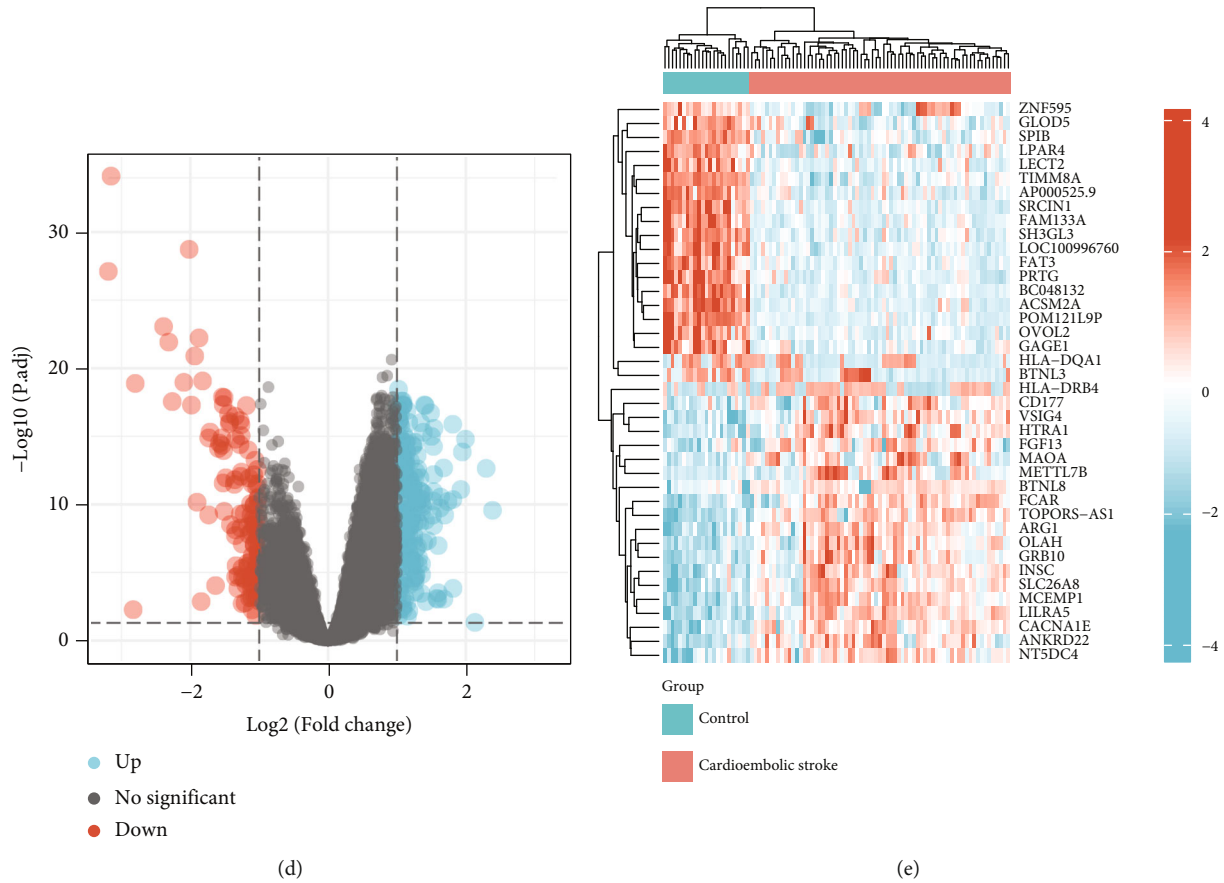 −Log10 (P.adj)
30
20
10
0
−2
0
2
Log2 (Fold change)
Up
No significant
Down
(d)
ZNF595
GLOD5
SPIB
LPAR4
LECT2
TIMM8A
AP000525.9
SRCIN1
FAM133A
SH3GL3
LOC100996760
FAT3
PRTG
BC048132
ACSM2A
POM121L9P
OVOL2
GAGE1
HLA−DQA1
BTNL3
HLA−DRB4
CD177
VSIG4
HTRA1
FGF13
MAOA
METTL7B
BTNL8
FCAR
TOPORS−AS1
ARG1
OLAH
GRB10
INSC
SLC26A8
MCEMP1
LILRA5
CACNA1E
ANKRD22
NT5DC4
4
2
0
−2
−4
Group
Control
Cardioembolic stroke
(e)